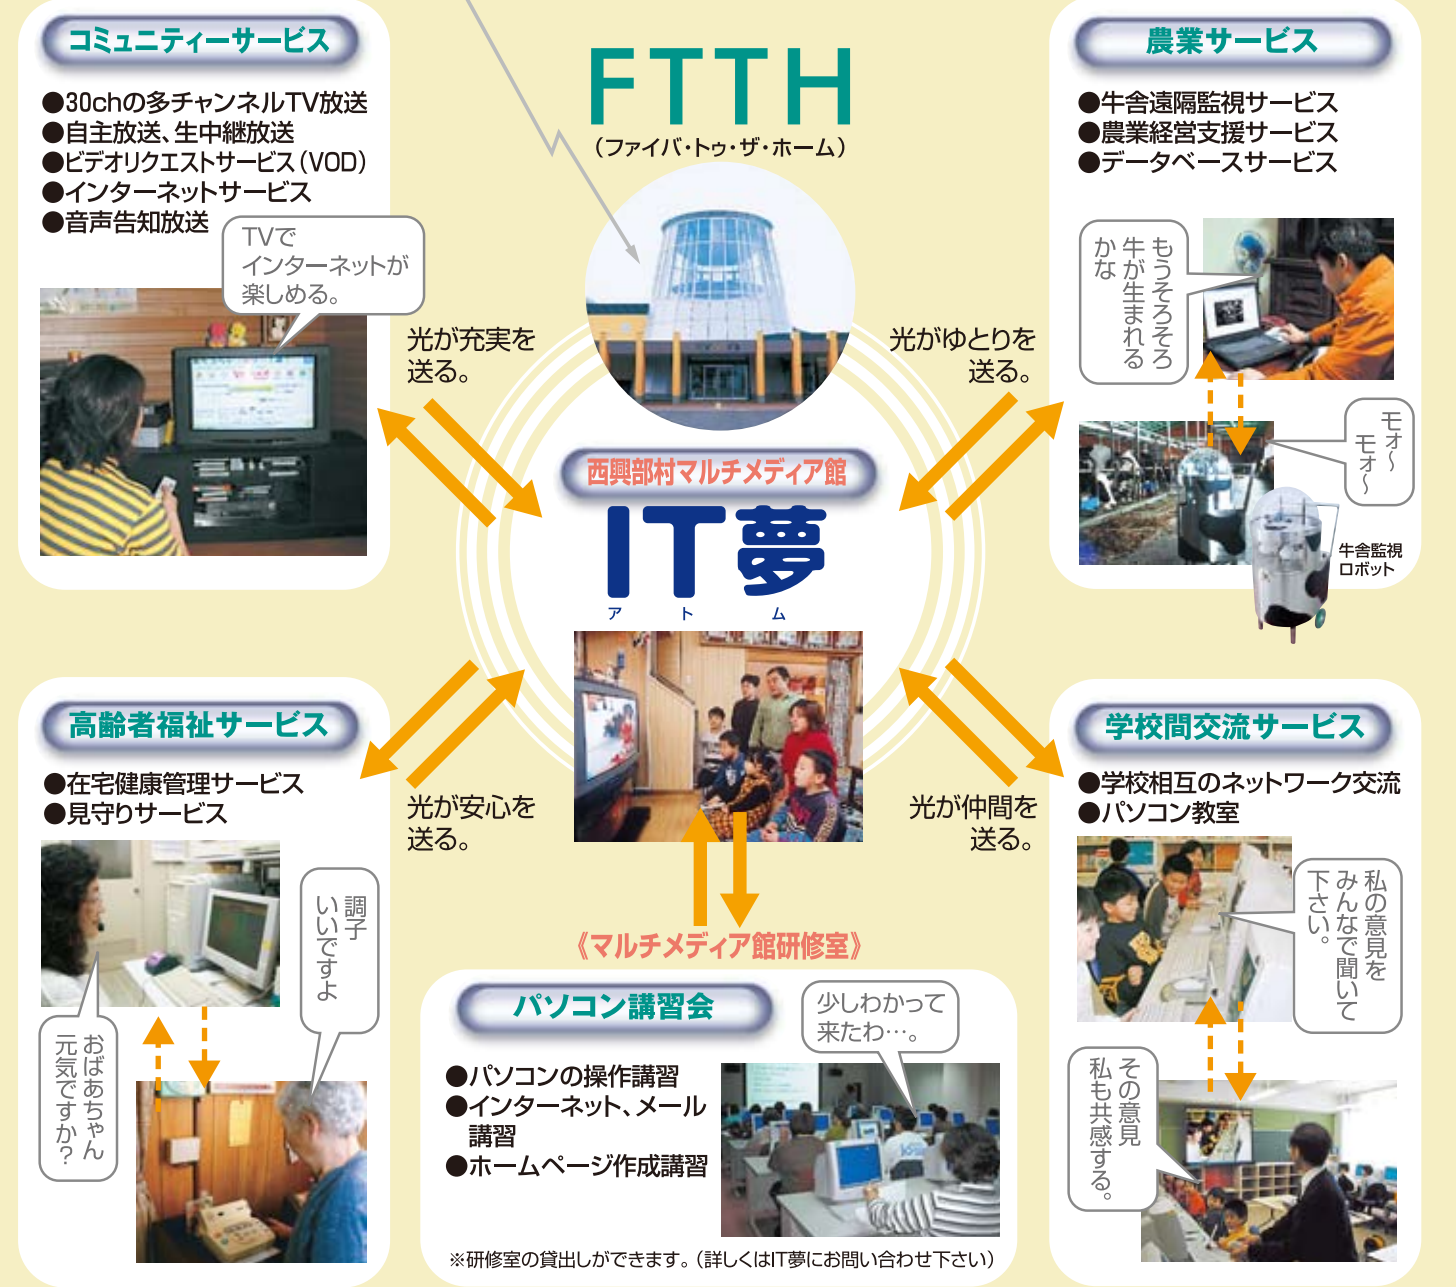 コミュニティーサービス
●30chの多チャンネルTV放送
●自主放送、生中継放送
●ビデオリクエストサービス(VOD)
●インターネットサービス
●音声告知放送
TVで
インターネットが
楽しめる。
FTTH
(ファイバ・トゥ・ザ・ホーム)
農業サービス
●牛舎遠隔監視サービス
●農業経営支援サービス
●データベースサービス
もうそろそろ
牛が生まれる
かな
モォ〜
モォ〜
牛舎監視
ロボット
光が充実を
送る。
光がゆとりを
送る。
西興部村マルチメディア館
IT夢
アトム
高齢者福祉サービス
●在宅健康管理サービス
●見守りサービス
調子
いいですよ
おばあちゃん
元気ですか?
光が安心を
送る。
光が仲間を
送る。
学校間交流サービス
●学校相互のネットワーク交流
●パソコン教室
私の意見を
みんなで聞いて
下さい。
その意見
私も共感する。
《マルチメディア館研修室》
パソコン講習会
少しわかって
来たわ…。
●パソコンの操作講習
●インターネット、メール
講習
●ホームページ作成講習
※研修室の貸出しができます。(詳しくはIT夢にお問い合わせ下さい)